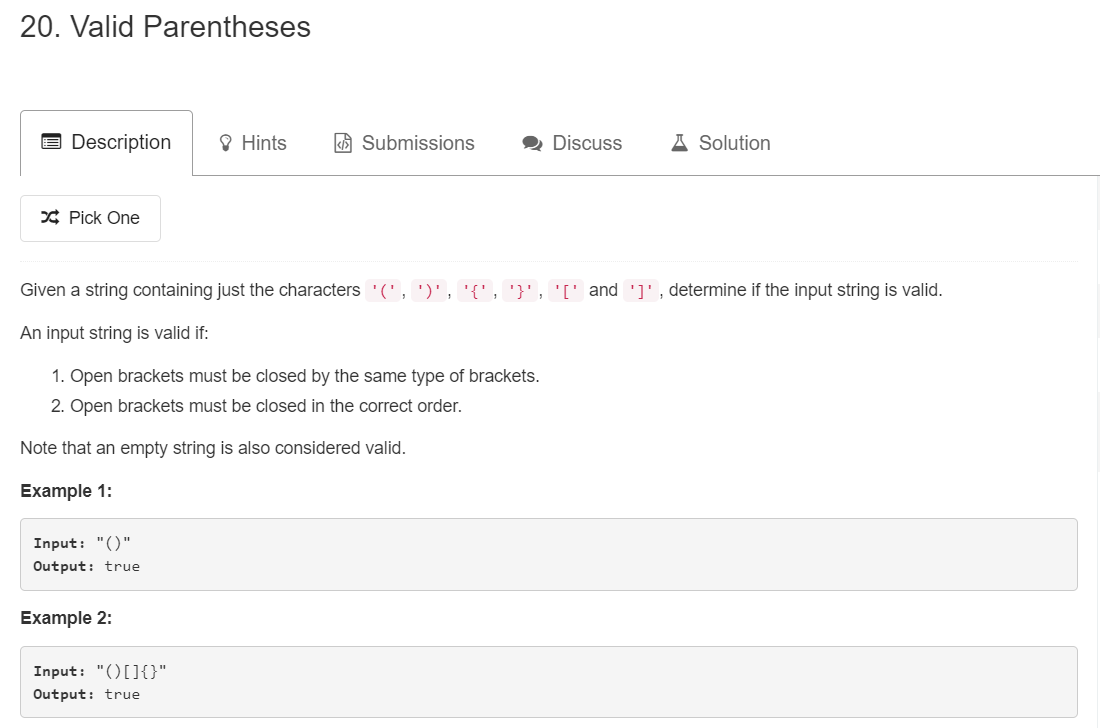 20. Valid Parentheses
Description
Hints
Submissions
Discuss
Solution
Pick One
Given a string containing just the characters '(', ')', '{', '}', '[' and ']', determine if the input string is valid.
An input string is valid if:
1. Open brackets must be closed by the same type of brackets.
2. Open brackets must be closed in the correct order.
Note that an empty string is also considered valid.
Example 1:
Input: "()"
Output: true
Example 2:
Input: "()[]{}"
Output: true